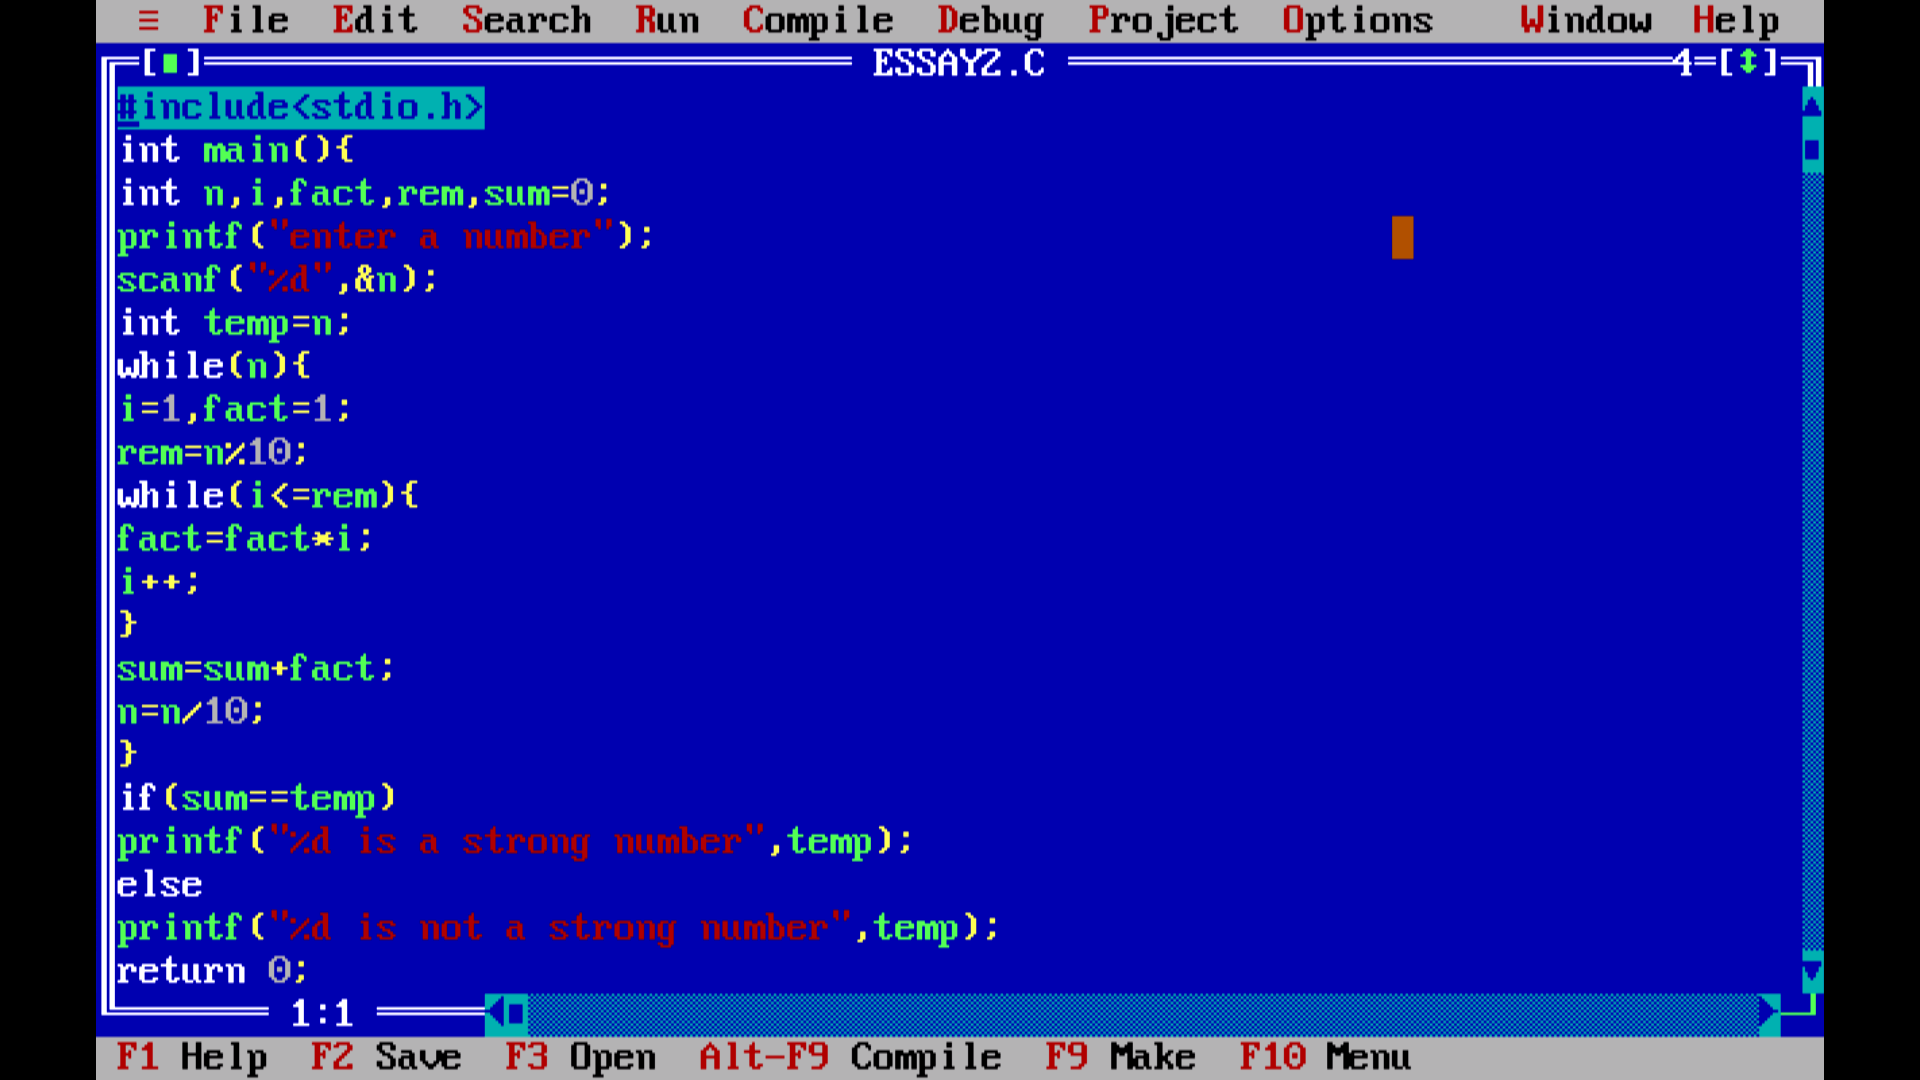 ≡ File Edit Search Run Compile Debug Project Options Window Help
[■] ESSAY2.C 4=[↕]
#include<stdio.h>
int main(){
int n,i,fact,rem,sum=0;
printf("enter a number");
scanf("%d",&n);
int temp=n;
while(n){
i=1,fact=1;
rem=n%10;
while(i<=rem){
fact=fact*i;
i++;
}
sum=sum+fact;
n=n/10;
}
if(sum==temp)
printf("%d is a strong number",temp);
else
printf("%d is not a strong number",temp);
return 0;
1:1
F1 Help F2 Save F3 Open Alt-F9 Compile F9 Make F10 Menu